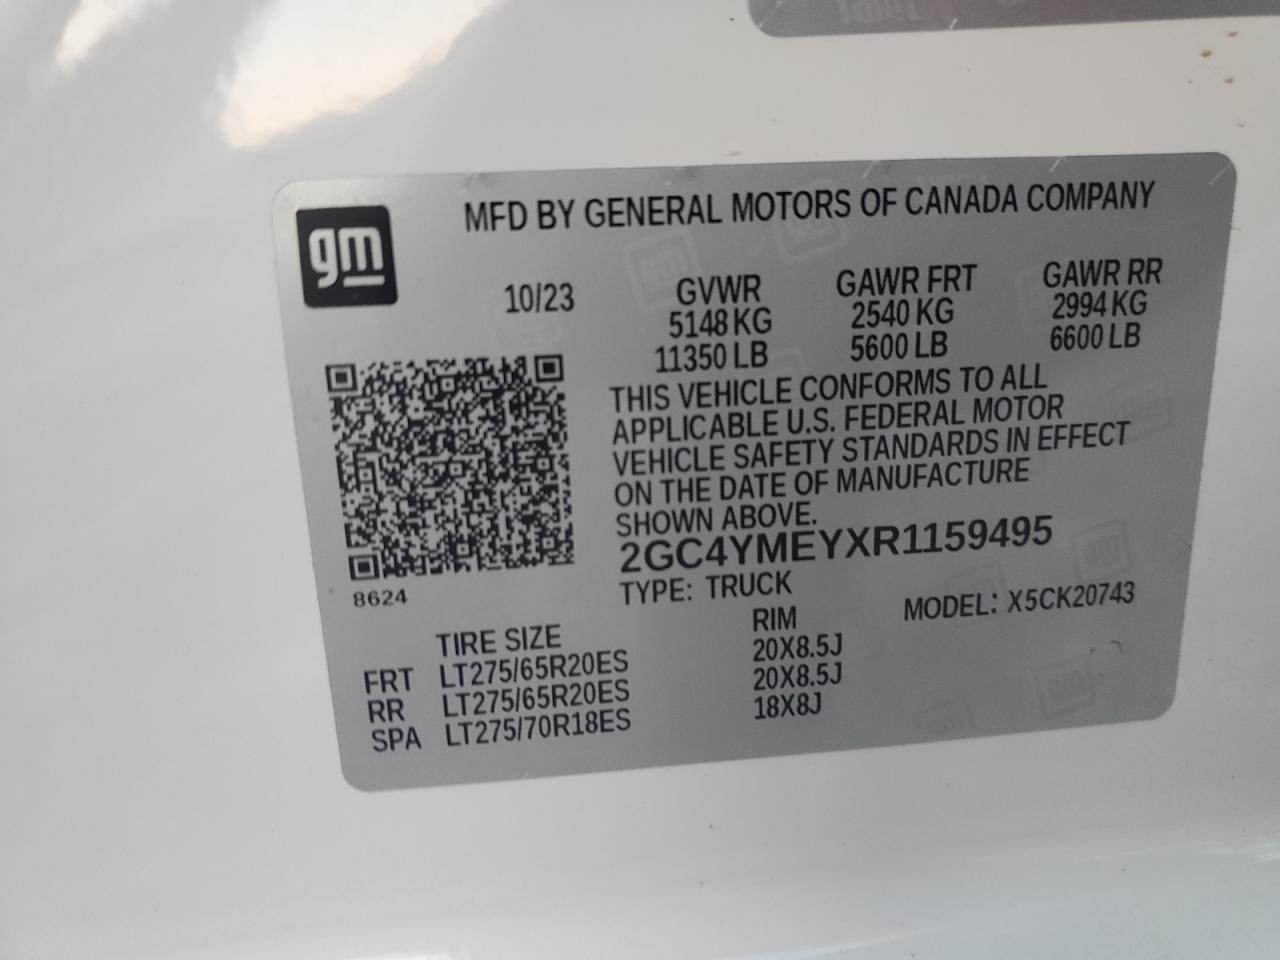 gm
MFD BY GENERAL MOTORS OF CANADA COMPANY
10/23 GVWR GAWR FRT GAWR RR
5148 KG 2540 KG 2994 KG
11350 LB 5600 LB 6600 LB
THIS VEHICLE CONFORMS TO ALL
APPLICABLE U.S. FEDERAL MOTOR
VEHICLE SAFETY STANDARDS IN EFFECT
ON THE DATE OF MANUFACTURE
SHOWN ABOVE.
2GC4YMEYXR1159495
8624 TYPE: TRUCK MODEL: X5CK20743
TIRE SIZE RIM
FRT LT275/65R20ES 20X8.5J
RR LT275/65R20ES 20X8.5J
SPA LT275/70R18ES 18X8J